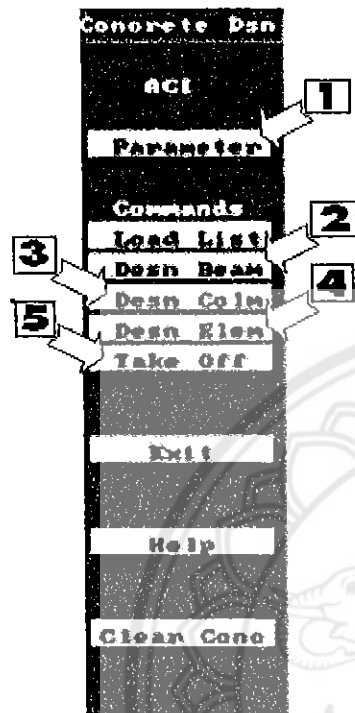 Concrete Dsn
ACI
1
Parameter
Commands
2
Load List
3
Desn Beam
4
Desn Colm
5
Desn Elem
Take Off
Exit
Help
Clean Conc